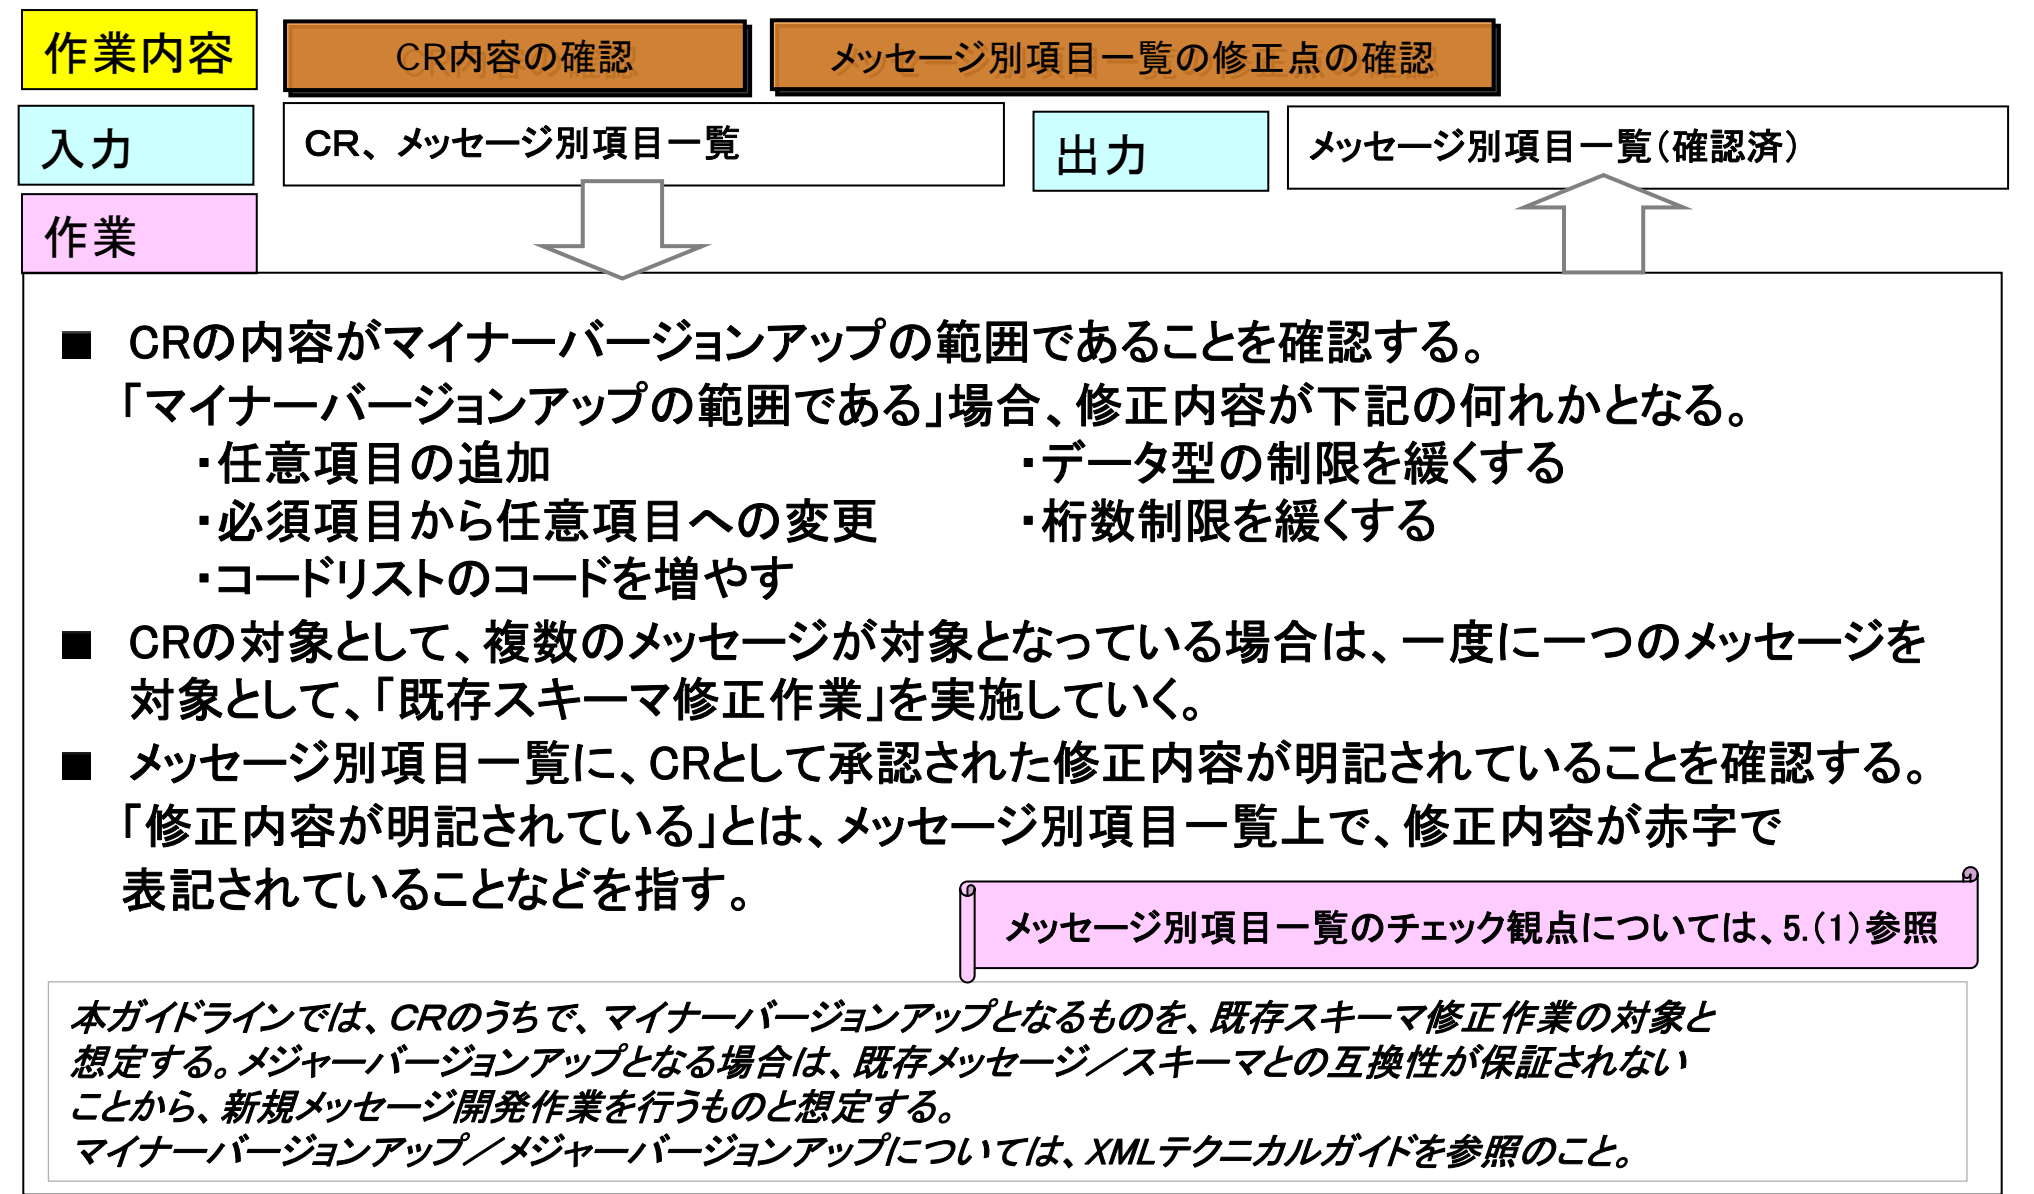 作業内容
CR内容の確認
メッセージ別項目一覧の修正点の確認
入力
CR、メッセージ別項目一覧
出力
メッセージ別項目一覧(確認済)
作業
■ CRの内容がマイナーバージョンアップの範囲であることを確認する。
「マイナーバージョンアップの範囲である」場合、修正内容が下記の何れかとなる。
・任意項目の追加 ・データ型の制限を緩くする
・必須項目から任意項目への変更 ・桁数制限を緩くする
・コードリストのコードを増やす
■ CRの対象として、複数のメッセージが対象となっている場合は、一度に一つのメッセージを
対象として、「既存スキーマ修正作業」を実施していく。
■ メッセージ別項目一覧に、CRとして承認された修正内容が明記されていることを確認する。
「修正内容が明記されている」とは、メッセージ別項目一覧上で、修正内容が赤字で
表記されていることなどを指す。
メッセージ別項目一覧のチェック観点については、5.(1)参照
本ガイドラインでは、CRのうちで、マイナーバージョンアップとなるものを、既存スキーマ修正作業の対象と
想定する。メジャーバージョンアップとなる場合は、既存メッセージ/スキーマとの互換性が保証されない
ことから、新規メッセージ開発作業を行うものと想定する。
マイナーバージョンアップ/メジャーバージョンアップについては、XMLテクニカルガイドを参照のこと。